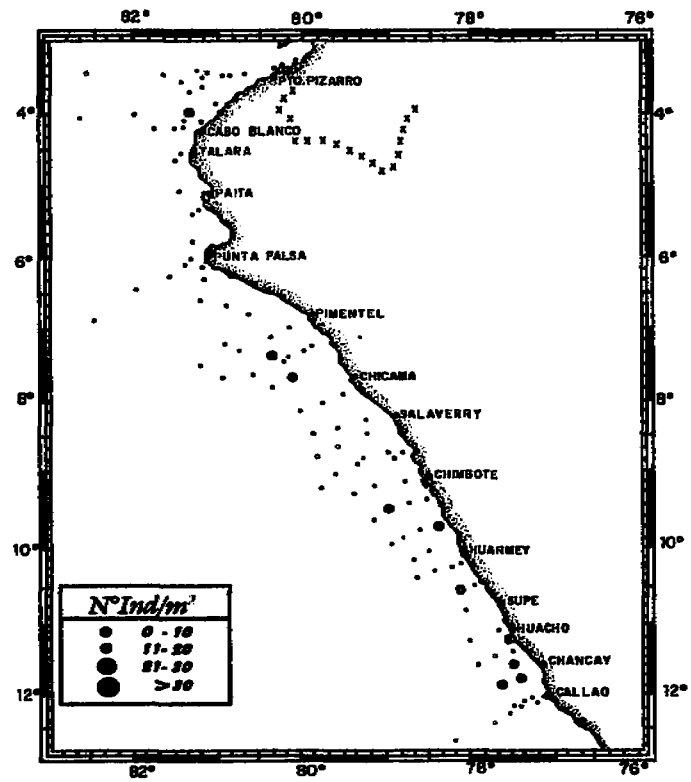 82° 80° 78° 76°
PTO.PIZARRO
4° 4°
CABO BLANCO
TALARA
PAITA
PUNTA FALSA
6° 6°
PIMENTEL
CHICAMA
8° 8°
SALAVERRY
CHIMBOTE
10° 10°
HUARMEY
SUPE
HUACHO
CHANCAY
CALLAO
12° 12°
N°Ind/m³
0 - 10
11- 20
21- 30
>30
82° 80° 78° 76°